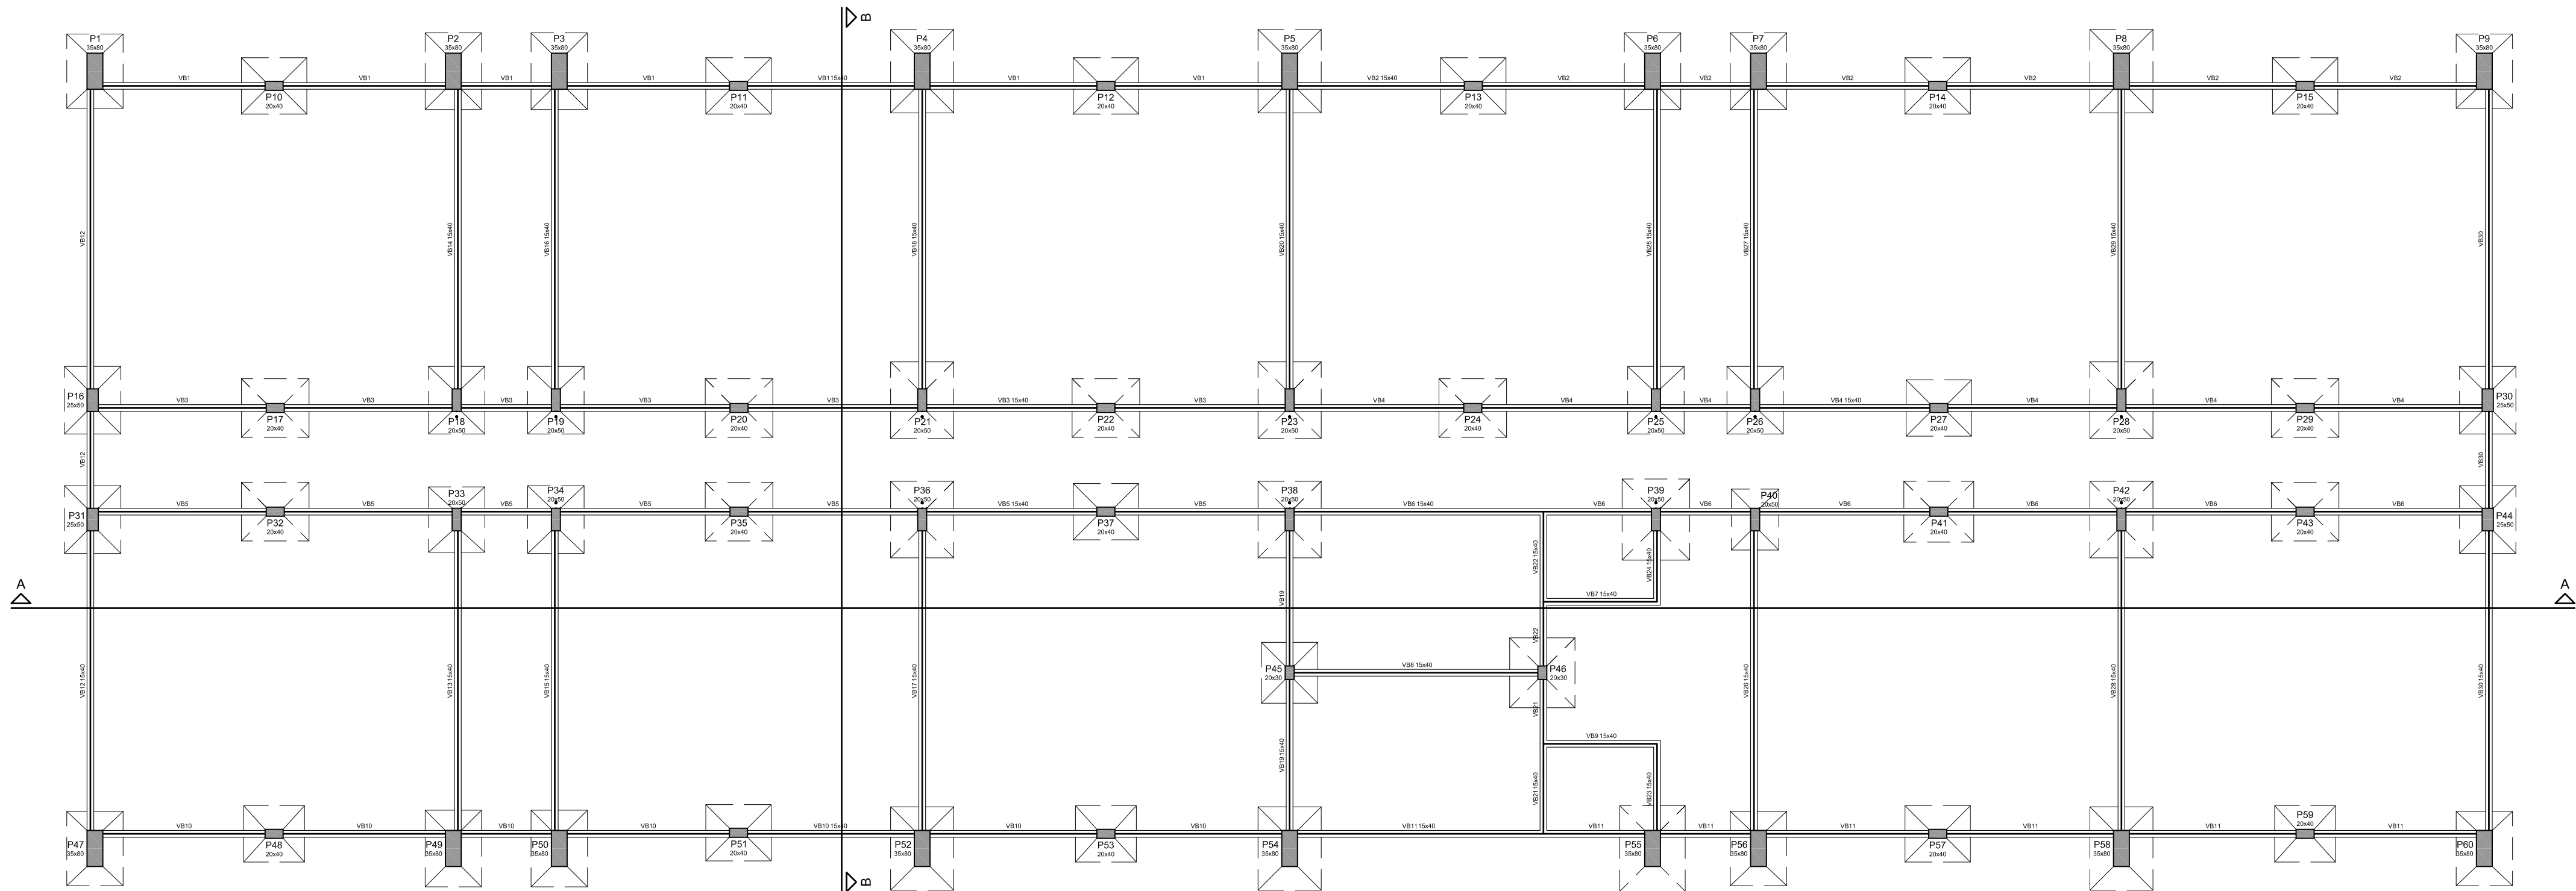 B
P1
35x80
P2
35x80
P3
35x80
P4
35x80
P5
35x80
P6
35x80
P7
35x80
P8
35x80
P9
35x80
VB1
VB1
VB1
VB1
VB1 15x40
VB1
VB1
VB2 15x40
VB2
VB2
VB2
VB2
VB2
VB2
P10
20x40
P11
20x40
P12
20x40
P13
20x40
P14
20x40
P15
20x40
VB12
VB14 15x40
VB16 15x40
VB18 15x40
VB20 15x40
VB25 15x40
VB27 15x40
VB29 15x40
VB30
P16
25x50
VB3
VB3
VB3
VB3
VB3
VB3 15x40
VB3
VB4
VB4
VB4
VB4 15x40
VB4
VB4
VB4
P30
25x50
P17
20x40
P18
20x50
P19
20x50
P20
20x40
P21
20x50
P22
20x40
P23
20x50
P24
20x40
P25
20x50
P26
20x50
P27
20x40
P28
20x50
P29
20x40
VB12
VB30
P33
20x50
P34
20x50
P36
20x50
P38
20x50
P39
20x50
P40
20x50
P42
20x50
VB5
VB5
VB5
VB5
VB5
VB5 15x40
VB5
VB6 15x40
VB6
VB6
VB6
VB6
VB6
VB6
P31
25x50
P32
20x40
P35
20x40
P37
20x40
P41
20x40
P43
20x40
P44
25x50
VB22 15x40
VB24 15x40
A
VB19
VB7 15x40
A
VB22
P45
20x30
VB8 15x40
P46
20x30
VB12 15x40
VB13 15x40
VB15 15x40
VB17 15x40
VB26 15x40
VB28 15x40
VB30 15x40
VB21
VB9 15x40
VB19 15x40
VB21 15x40
VB23 15x40
VB10
VB10
VB10
VB10
VB10 15x40
VB10
VB10
VB11 15x40
VB11
VB11
VB11
VB11
VB11
VB11
P47
35x80
P48
20x40
P49
35x80
P50
35x80
P51
20x40
P52
35x80
P53
20x40
P54
35x80
P55
35x80
P56
35x80
P57
20x40
P58
35x80
P59
20x40
P60
35x80
B